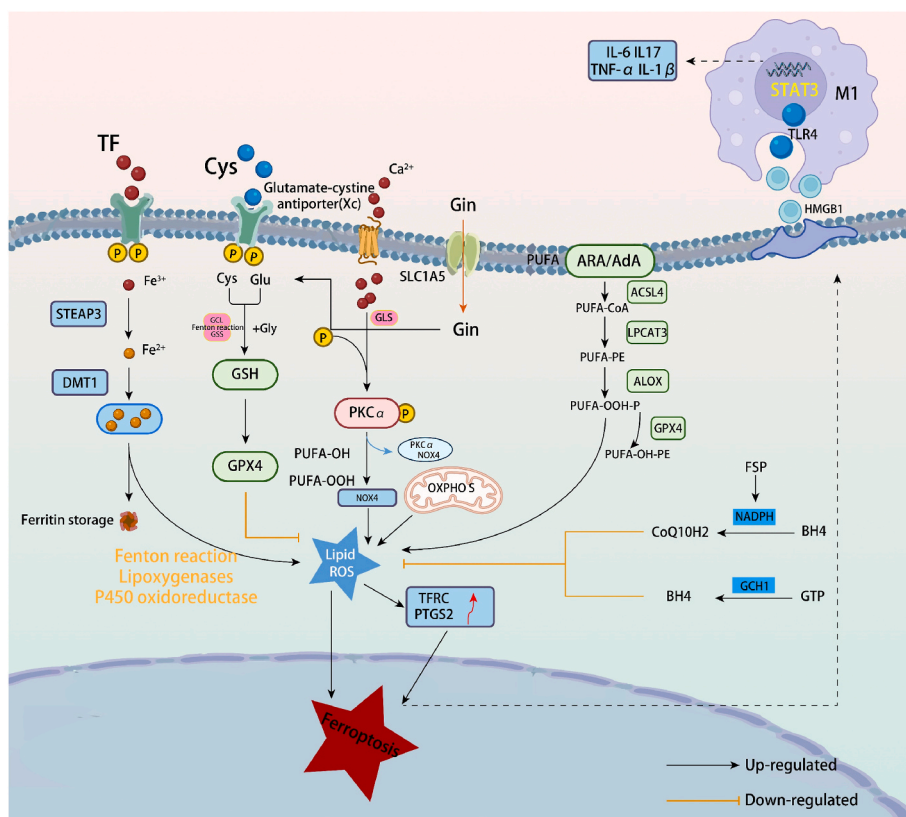 IL-6 IL17
TNF-α IL-1 β
STAT3
M1
TLR4
HMGB1
TF
Cys
Glutamate-cystine
antiporter(Xc)
Ca²⁺
Gin
SLC1A5
PUFA
ARA/AdA
P P
P P
Fe³⁺
Cys Glu
STEAP3
GCL
Fenton reaction
GSS
+Gly
GLS
P
Gin
ACSL4
PUFA-CoA
LPCAT3
PUFA-PE
Fe²⁺
DMT1
GSH
ALOX
PUFA-OOH-P
GPX4
PUFA-OH-PE
PKCα
P
PKCα
NOX4
PUFA-OH
PUFA-OOH
GPX4
NOX4
OXPHO S
FSP
NADPH
CoQ10H2
BH4
Ferritin storage
Fenton reaction
Lipoxygenases
P450 oxidoreductase
Lipid
ROS
TFRC
PTGS2
GCH1
BH4
GTP
Ferroptosis
Up-regulated
Down-regulated